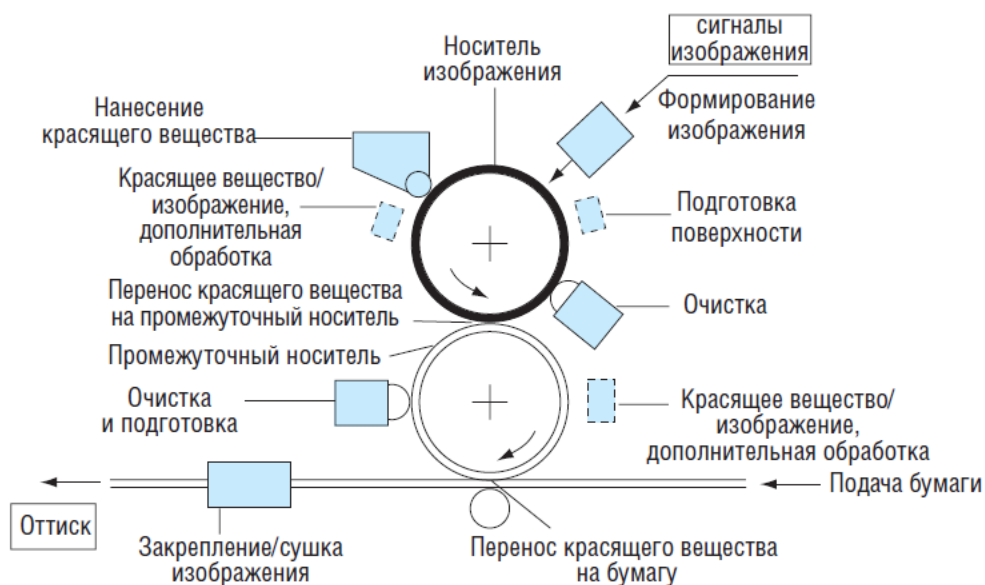 сигналы
изображения
Носитель
изображения
Формирование
изображения
Нанесение
красящего вещества
Красящее вещество/
изображение,
дополнительная
обработка
Подготовка
поверхности
Перенос красящего вещества
на промежуточный носитель
Очистка
Промежуточный носитель
Очистка
и подготовка
Красящее вещество/
изображение,
дополнительная обработка
Подача бумаги
Оттиск
Закрепление/сушка
изображения
Перенос красящего вещества
на бумагу